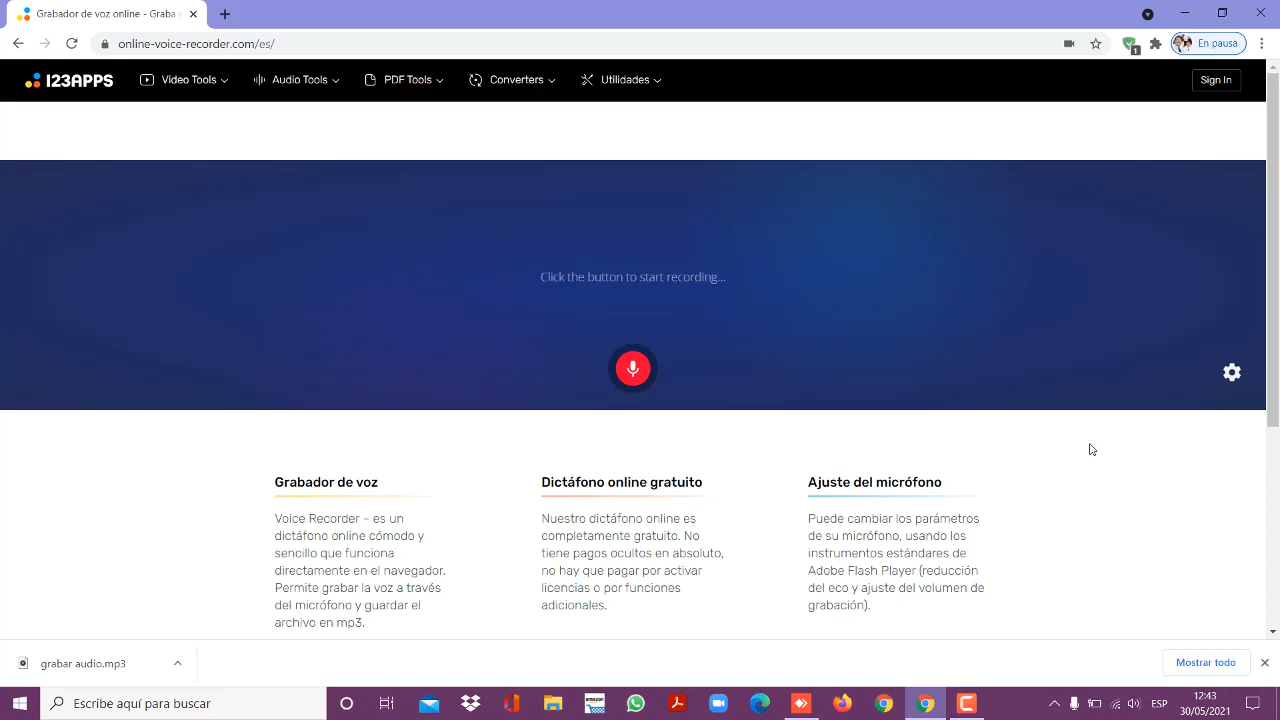 Grabador de voz online - Graba
online-voice-recorder.com/es/
1
En pausa
123APPS
Video Tools
Audio Tools
PDF Tools
Converters
Utilidades
Sign In
Click the button to start recording...
Grabador de voz
Voice Recorder – es un
dictáfono online cómodo y
sencillo que funciona
directamente en el navegador.
Permite grabar la voz a través
del micrófono y guardar el
archivo en mp3.
Dictáfono online gratuito
Nuestro dictáfono online es
completamente gratuito. No
tiene pagos ocultos en absoluto,
no hay que pagar por activar
licencias o por funciones
adicionales.
Ajuste del micrófono
Puede cambiar los parámetros
de su micrófono, usando los
instrumentos estándares de
Adobe Flash Player (reducción
del eco y ajuste del volumen de
grabación).
grabar audio.mp3
Mostrar todo
Escribe aquí para buscar
amazon
ESP
12:43
30/05/2021